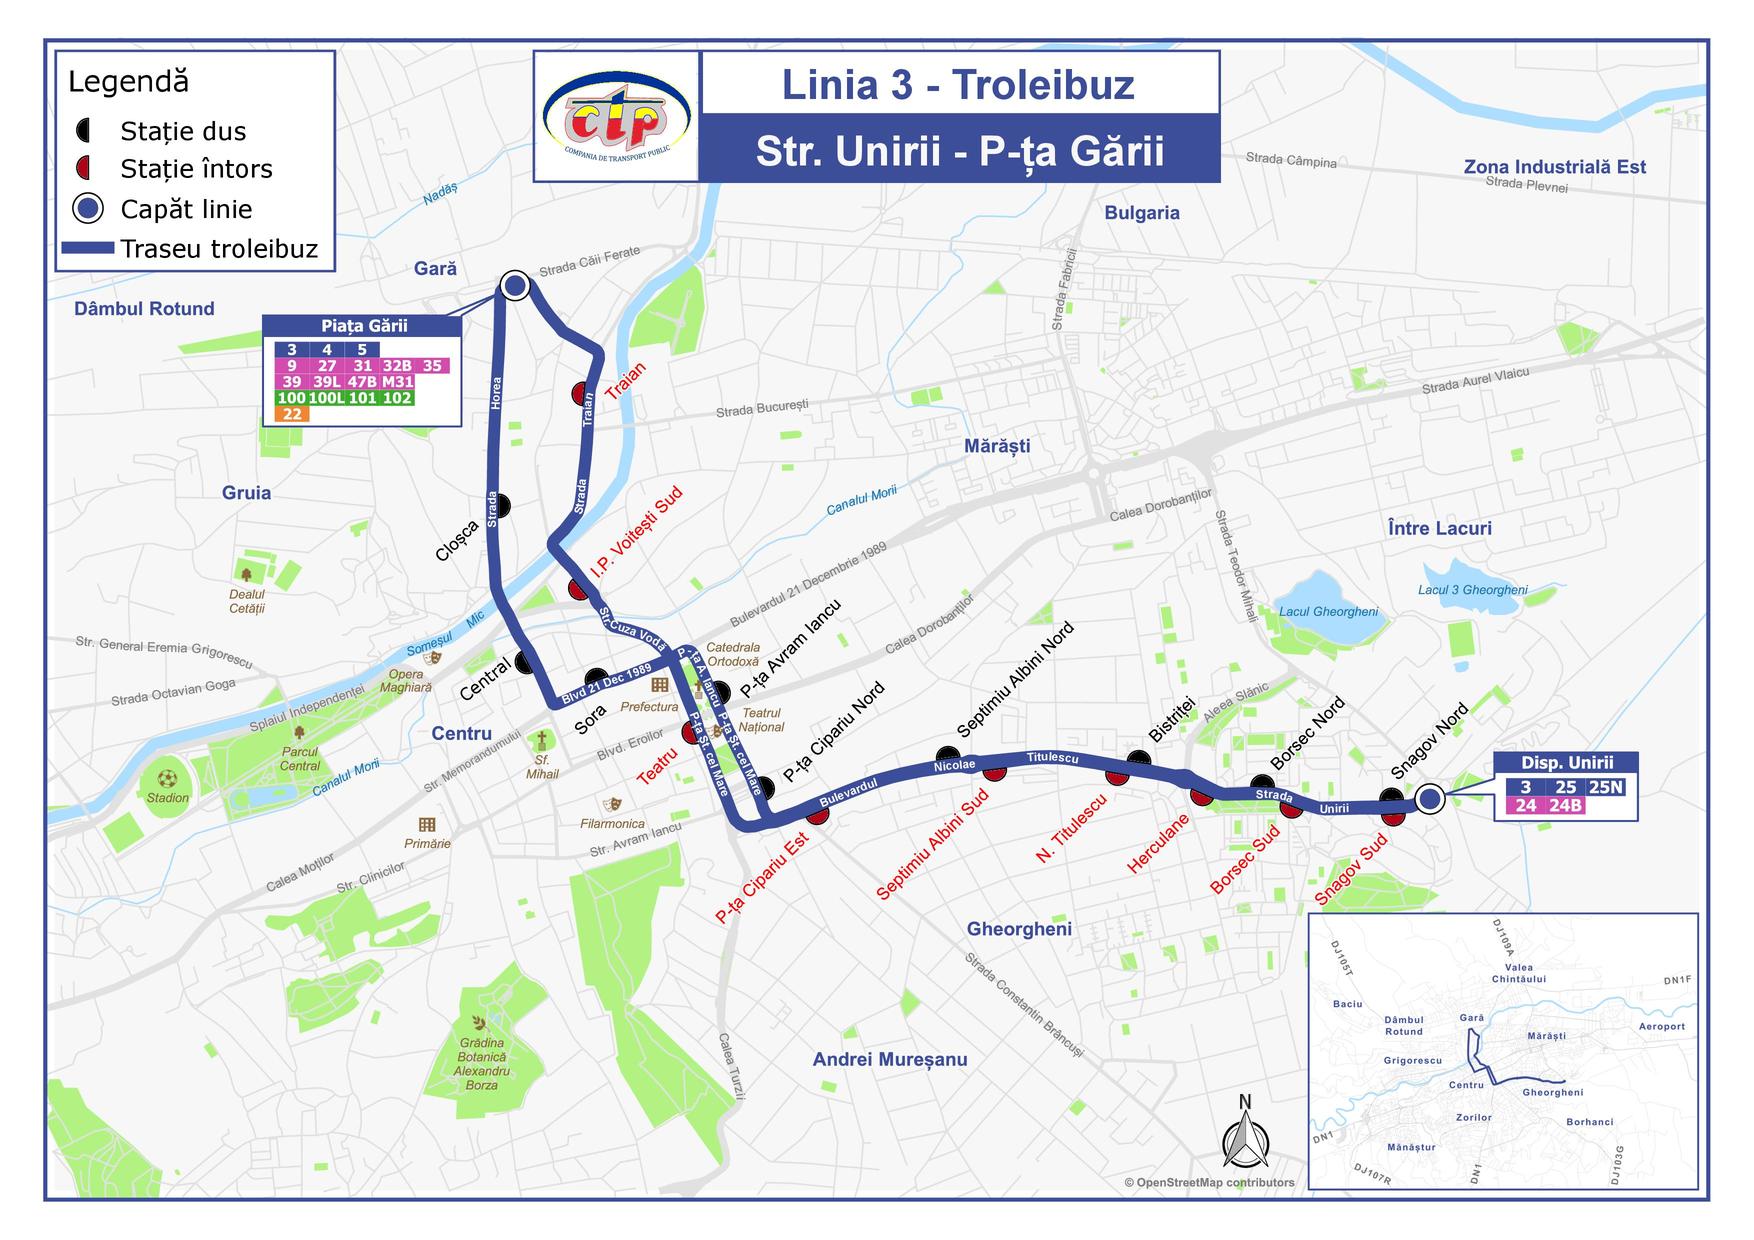 Legendă
Stație dus
Stație întors
Capăt linie
Traseu troleibuz
ctp
COMPANIA DE TRANSPORT PUBLIC
Linia 3 - Troleibuz
Str. Unirii - P-ța Gării
Strada Câmpina
Zona Industrială Est
Strada Plevnei
Nadăș
Bulgaria
Gară
Strada Căii Ferate
Strada Fabricii
Dâmbul Rotund
Piața Gării
3 4 5
9 27 31 32B 35
39 39L 47B M31
100 100L 101 102
22
Strada Horea
Strada Traian
Traian
Strada București
Strada Aurel Vlaicu
Mărăști
Gruia
Canalul Morii
Calea Dorobanților
Între Lacuri
Cloșca
I.P. Voitești Sud
Bulevardul 21 Decembrie 1989
Strada Teodor Mihali
Dealul
Cetății
Lacul Gheorgheni
Lacul 3 Gheorgheni
Str. General Eremia Grigorescu
Someșul Mic
Str.Cuza Vodă
Calea Dorobanților
Strada Octavian Goga
Splaiul Independenței
Opera
Maghiară
Central
Blvd 21 Dec 1989
Sora
Prefectura
P-ța A. Iancu
Catedrala
Ortodoxă
P-ța Avram Iancu
Teatrul
Național
P-ța St. cel Mare
P-ța St. cel Mare
Teatru
Centru
Parcul
Central
Stadion
Canalul Morii
Str. Memorandumului
Sf.
Mihail
Blvd. Eroilor
P-ța Cipariu Nord
Septimiu Albini Nord
Bistriței
Aleea Slănic
Borsec Nord
Snagov Nord
Disp. Unirii
3 25 25N
24 24B
Bulevardul Nicolae Titulescu
Strada Unirii
Filarmonica
Primărie
Str. Avram Iancu
Calea Moților
Str. Clinicilor
P-ța Cipariu Est
Septimiu Albini Sud
N. Titulescu
Herculane
Borsec Sud
Snagov Sud
Gheorgheni
Strada Constantin Brâncuși
Andrei Mureșanu
Calea Turzii
Grădina
Botanică
Alexandru
Borza
N
© OpenStreetMap contributors
DJ105T
DJ109A
Valea
Chintăului
DN1F
Baciu
Dâmbul
Rotund
Gară
Mărăști
Aeroport
Grigorescu
Centru
Gheorgheni
Zorilor
Borhanci
DN1
Mănăștur
DJ107R
DN1
DJ103G